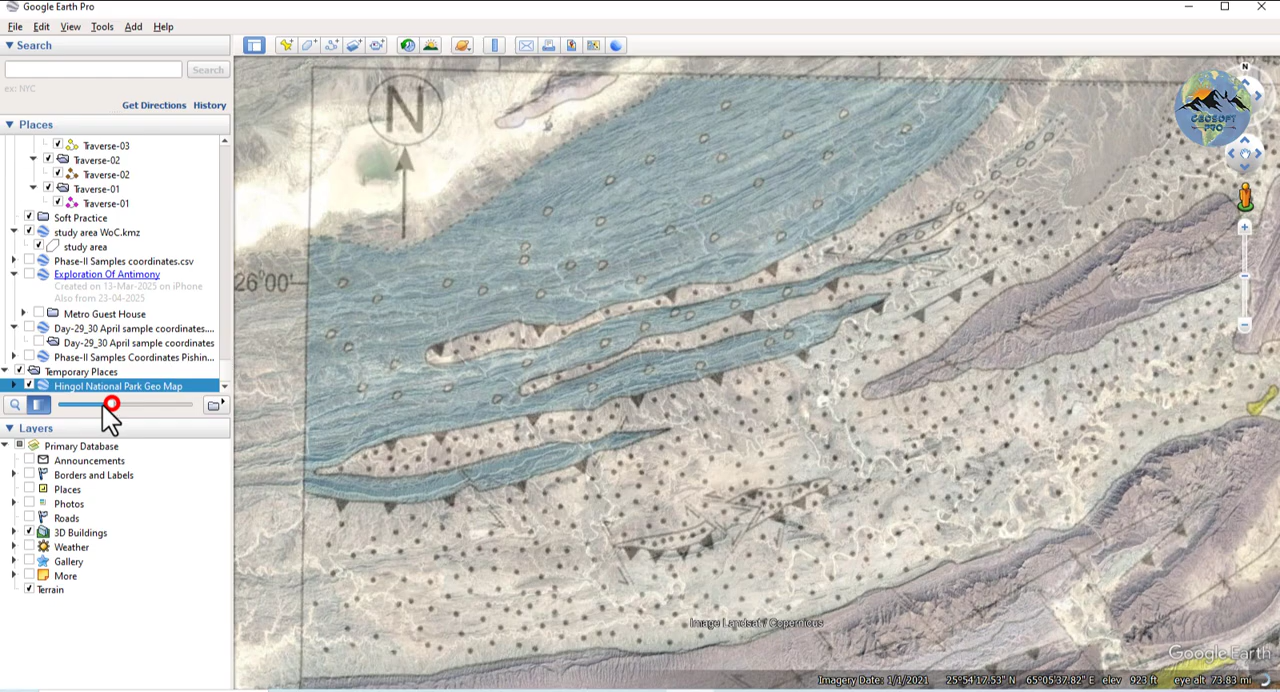 Google Earth Pro
File Edit View Tools Add Help
Search
Search
ex: NYC
Get Directions History
Places
Traverse-03
Traverse-02
Traverse-02
Traverse-01
Traverse-01
Soft Practice
study area WoC.kmz
study area
Phase-II Samples coordinates.csv
Exploration Of Antimony
Created on 13-Mar-2025 on iPhone
Also from 23-04-2025
Metro Guest House
Day-29_30 April sample coordinates....
Day-29_30 April sample coordinates
Phase-II Samples Coordinates Pishin...
Temporary Places
Hingol National Park Geo Map
Layers
Primary Database
Announcements
Borders and Labels
Places
Photos
Roads
3D Buildings
Weather
Gallery
More
Terrain
N
26°00'
N
GEOSOFT
PRO
Image Landsat / Copernicus
Google Earth
Imagery Date: 1/1/2021 25°54'17.53" N 65°05'37.82" E elev 923 ft eye alt 73.83 mi